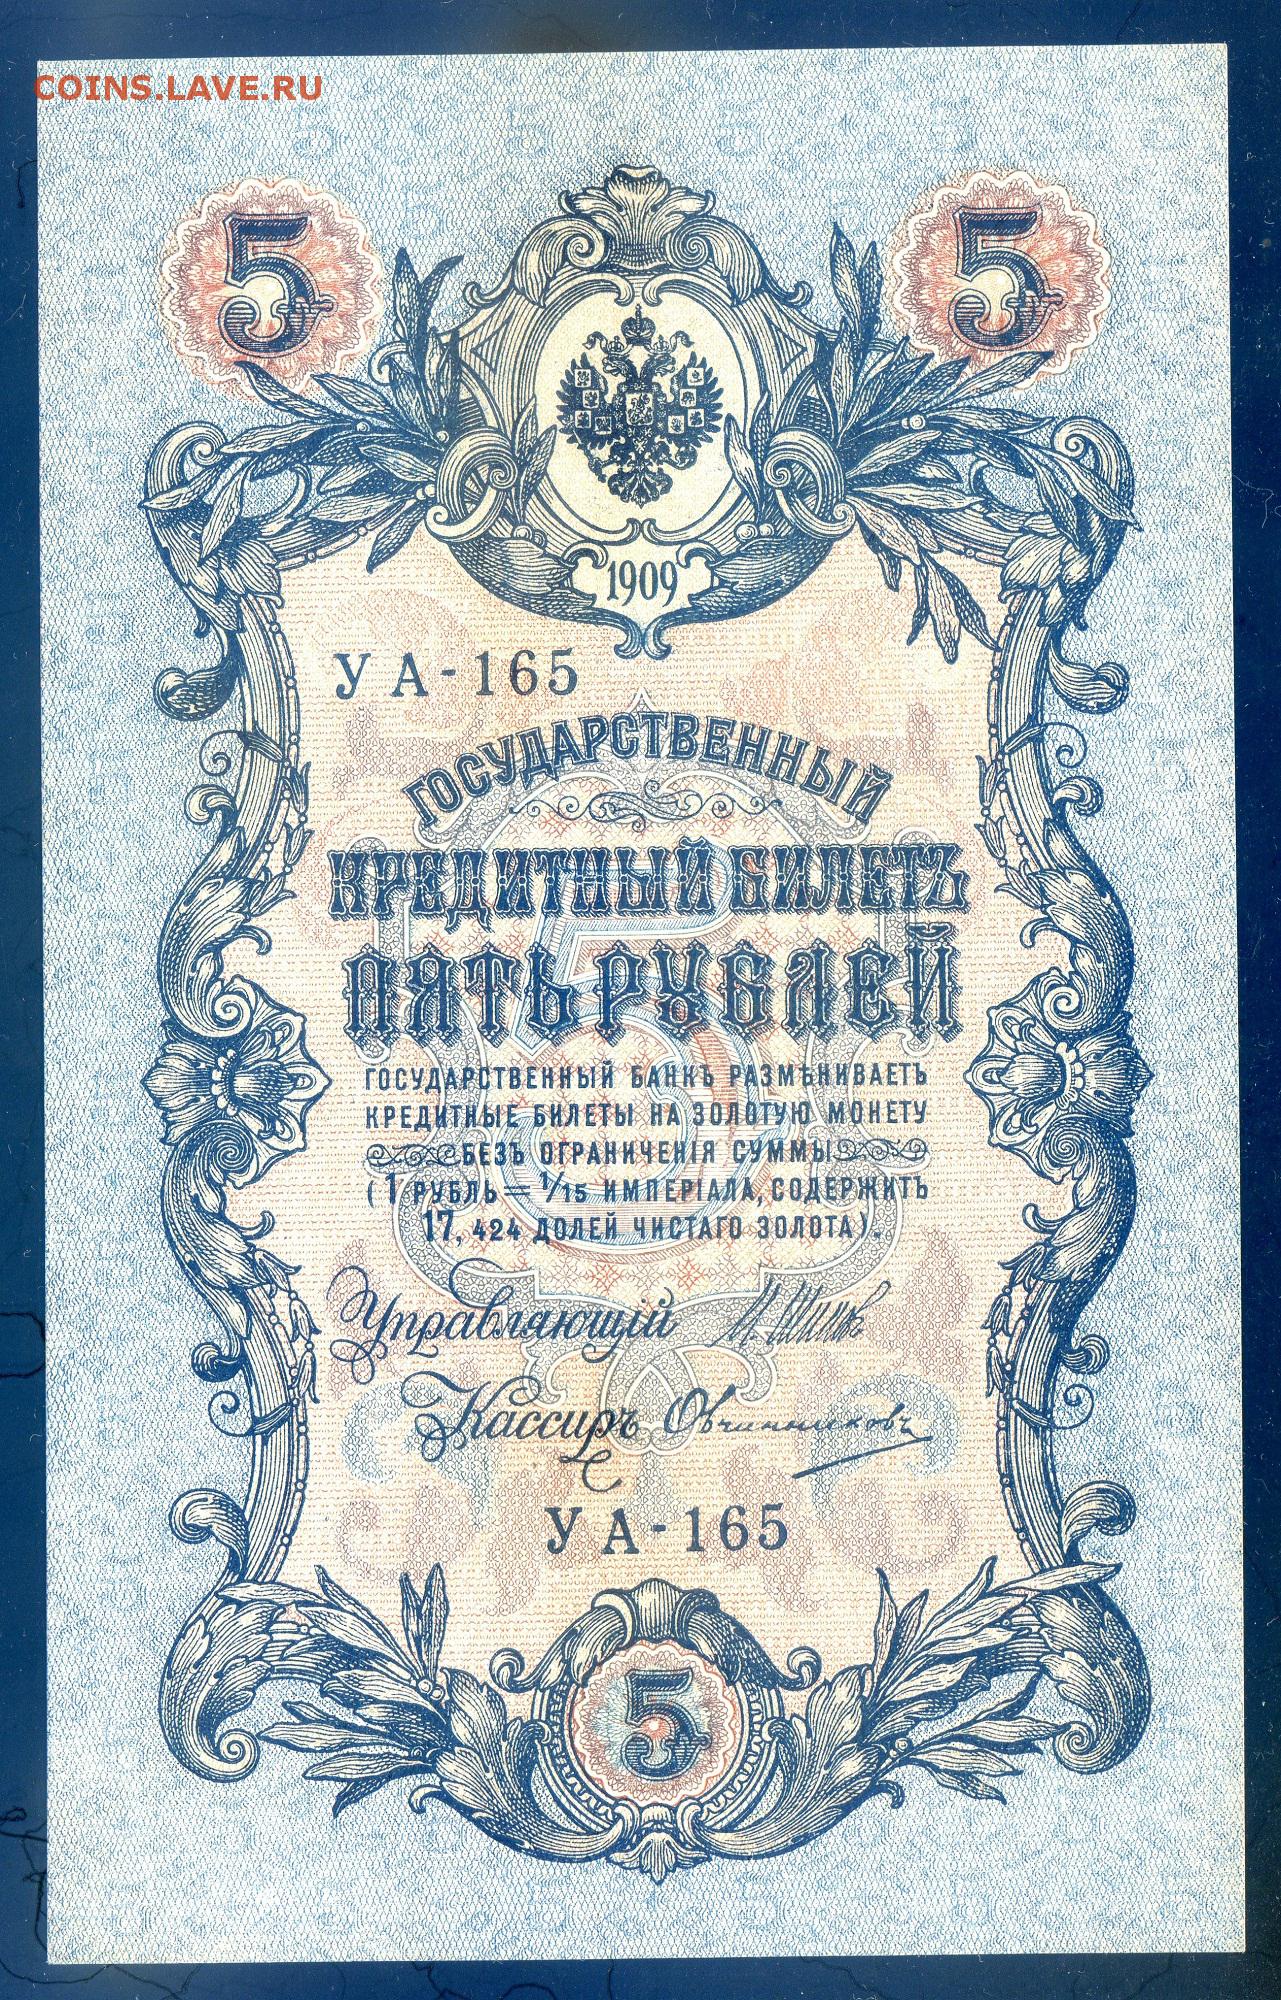 COINS.LAVE.RU
5 5
1909
УА-165
ГОСУДАРСТВЕННЫЙ
КРЕДИТНЫЙ БИЛЕТЪ
5
ПЯТЬ РУБЛЕЙ
ГОСУДАРСТВЕННЫЙ БАНКЪ РАЗМѢНИВАЕТЪ
КРЕДИТНЫЕ БИЛЕТЫ НА ЗОЛОТУЮ МОНЕТУ
БЕЗЪ ОГРАНИЧЕНІЯ СУММЫ
(1 РУБЛЬ = 1/15 ИМПЕРІАЛА, СОДЕРЖИТЪ
17,424 ДОЛЕЙ ЧИСТАГО ЗОЛОТА).
Управляющій И. Шиповъ
Кассиръ Овчинниковъ
УА-165
5